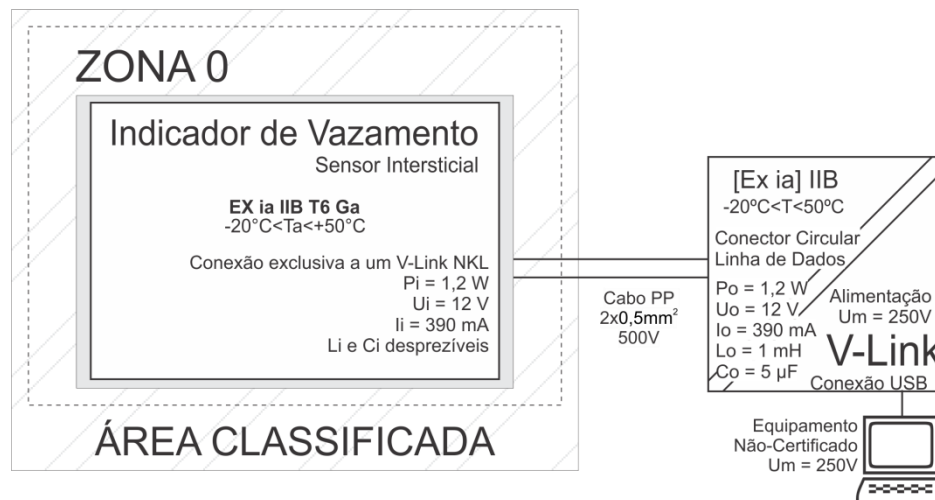 ZONA 0
Indicador de Vazamento
Sensor Intersticial
EX ia IIB T6 Ga
-20°C<Ta<+50°C
Conexão exclusiva a um V-Link NKL
Pi = 1,2 W
Ui = 12 V
Ii = 390 mA
Li e Ci desprezíveis
ÁREA CLASSIFICADA
Cabo PP
2x0,5mm²
500V
[Ex ia] IIB
-20ºC<T<50ºC
Conector Circular
Linha de Dados
Po = 1,2 W
Uo = 12 V
Io = 390 mA
Lo = 1 mH
Co = 5 µF
Alimentação
Um = 250V
V-Link
Conexão USB
Equipamento
Não-Certificado
Um = 250V